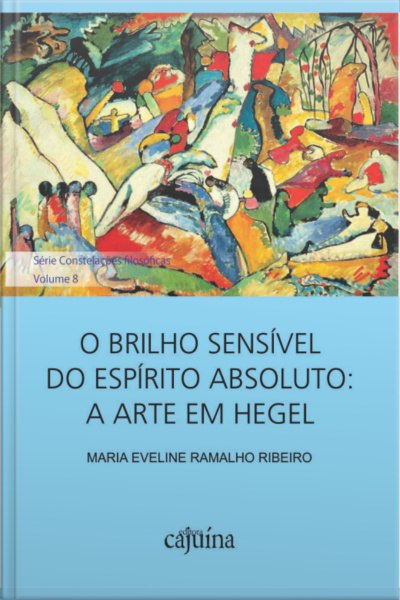 Série Constelações filosóficas
Volume 8
O BRILHO SENSÍVEL
DO ESPÍRITO ABSOLUTO:
A ARTE EM HEGEL
MARIA EVELINE RAMALHO RIBEIRO
editora
cajuína